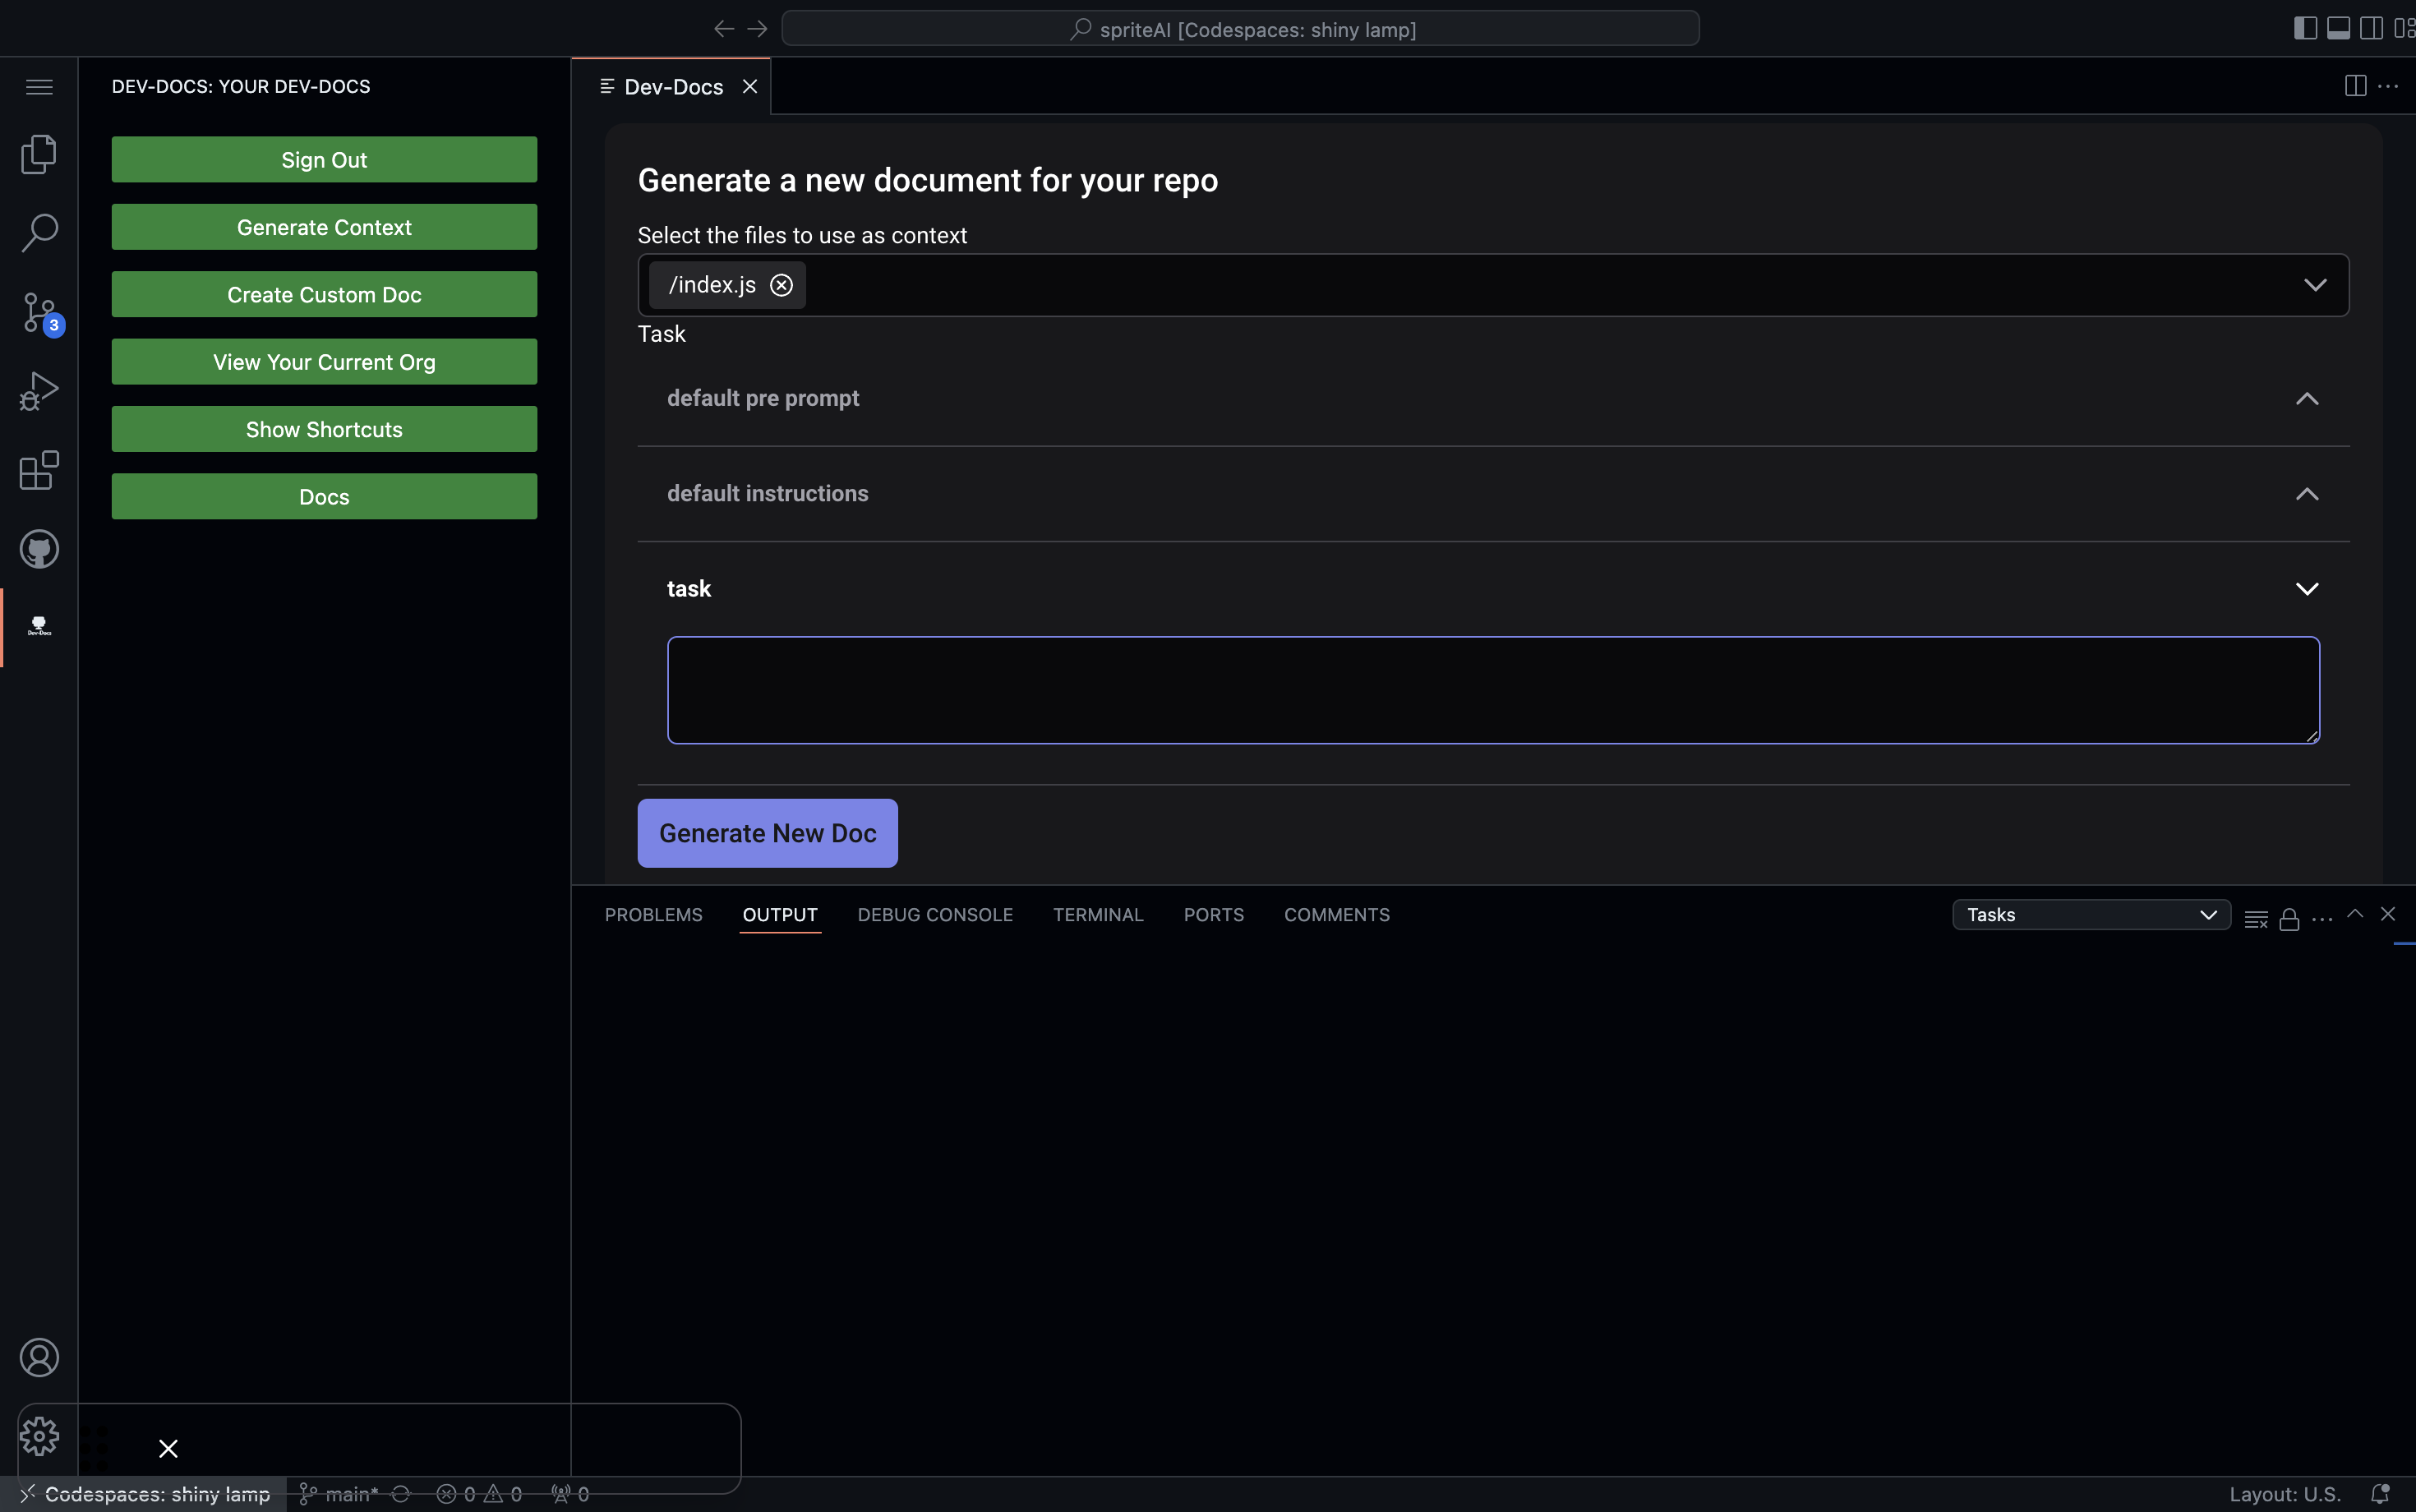 spriteAI [Codespaces: shiny lamp]
DEV-DOCS: YOUR DEV-DOCS
Sign Out
Generate Context
Create Custom Doc
View Your Current Org
Show Shortcuts
Docs
3
Dev-Docs
Dev-Docs
Generate a new document for your repo
Select the files to use as context
/index.js
Task
default pre prompt
default instructions
task
Generate New Doc
PROBLEMS
OUTPUT
DEBUG CONSOLE
TERMINAL
PORTS
COMMENTS
Tasks
Codespaces: shiny lamp
main*
0
0
0
Layout: U.S.